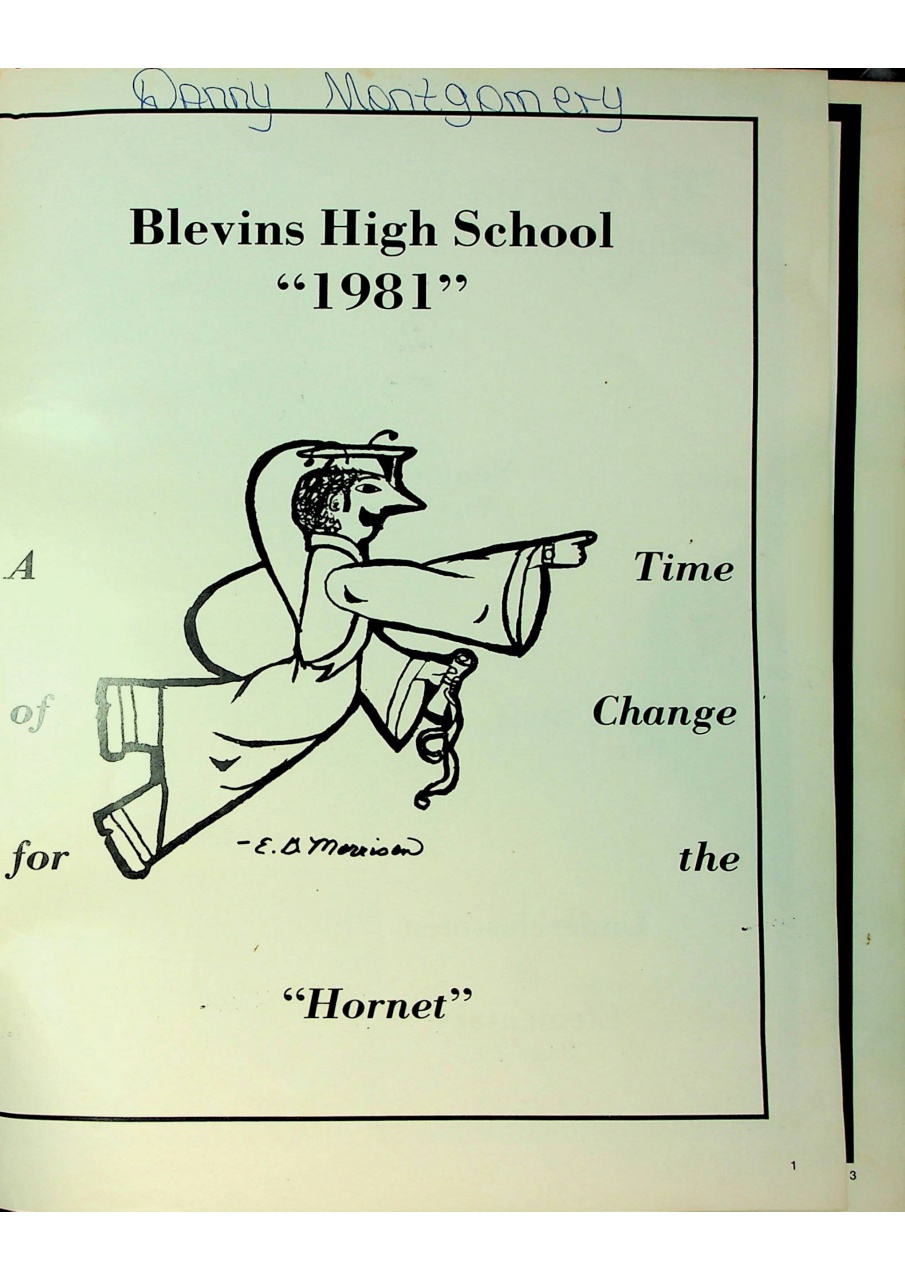 Danny Montgomery
Blevins High School
“1981”
A Time
of Change
for the
-E. D. Morrison
“Hornet”
1
3